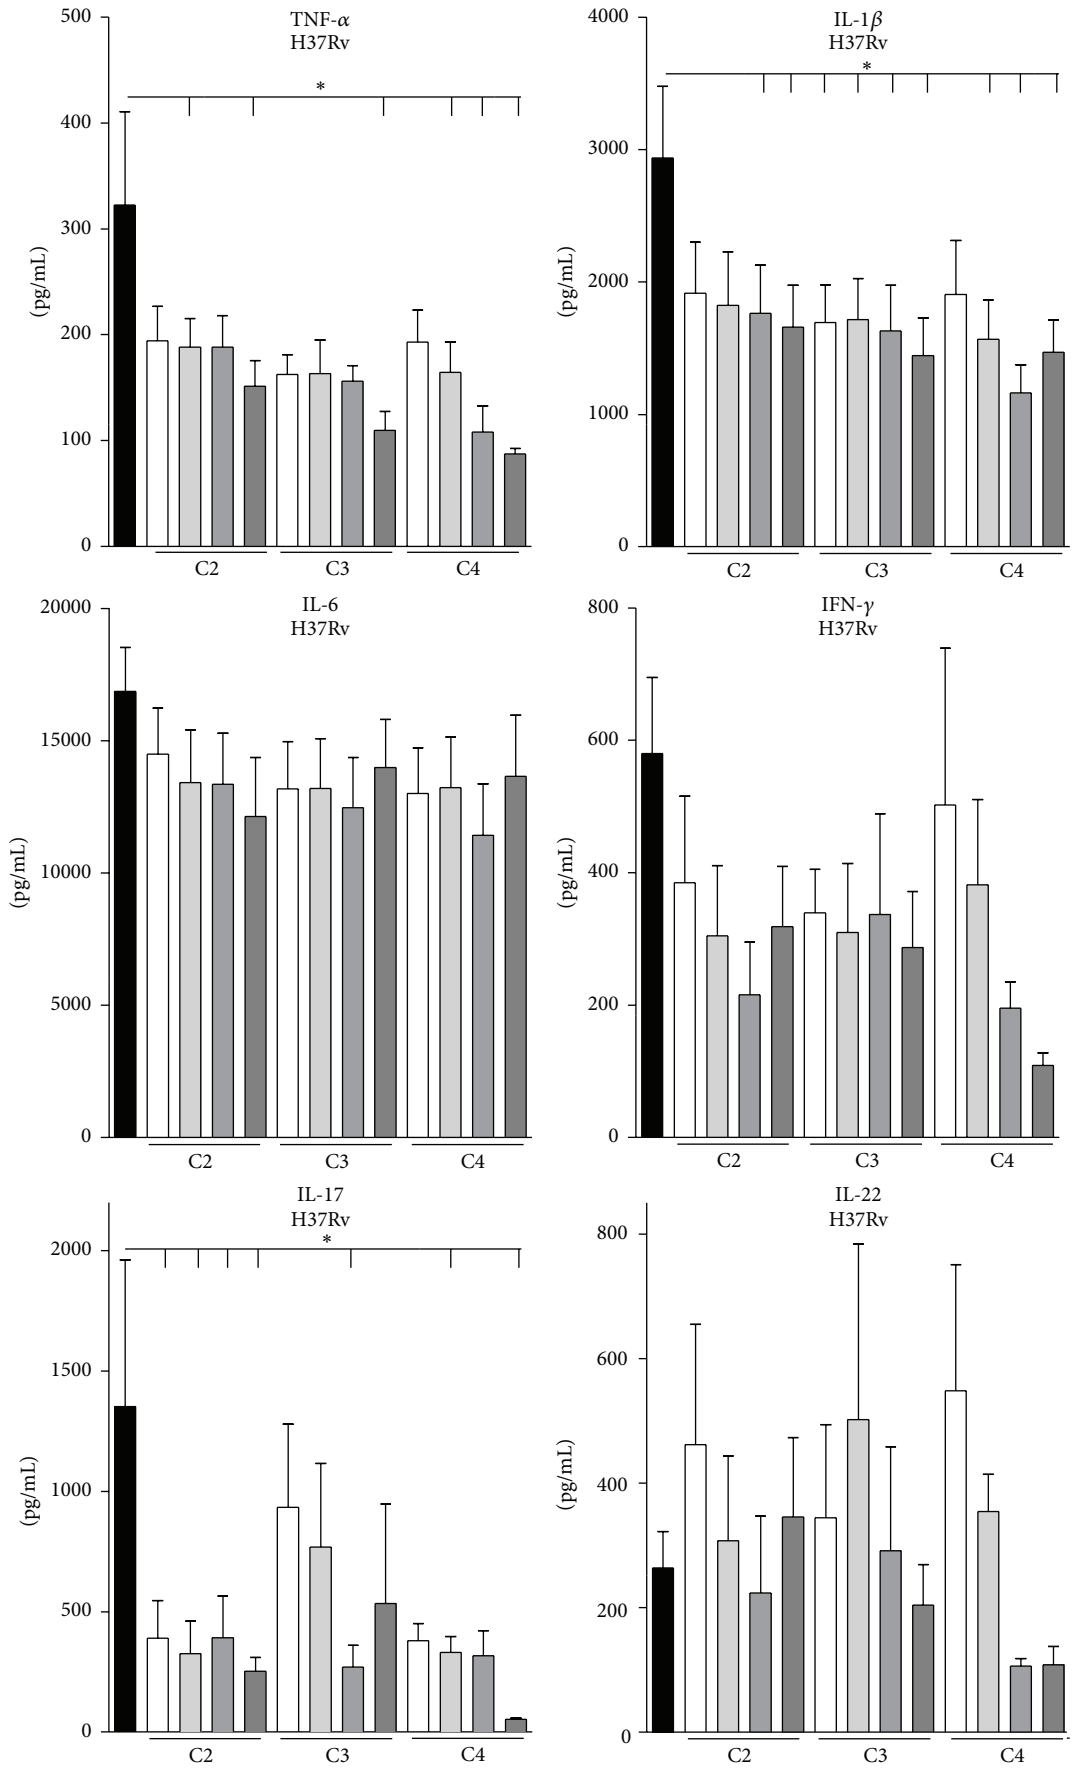 TNF-α
H37Rv
*
500
400
300
200
100
0
(pg/mL)
C2
C3
C4
IL-1β
H37Rv
*
4000
3000
2000
1000
0
(pg/mL)
C2
C3
C4
IL-6
H37Rv
20000
15000
10000
5000
0
(pg/mL)
C2
C3
C4
IFN-γ
H37Rv
800
600
400
200
0
(pg/mL)
C2
C3
C4
IL-17
H37Rv
*
2000
1500
1000
500
0
(pg/mL)
C2
C3
C4
IL-22
H37Rv
800
600
400
200
0
(pg/mL)
C2
C3
C4